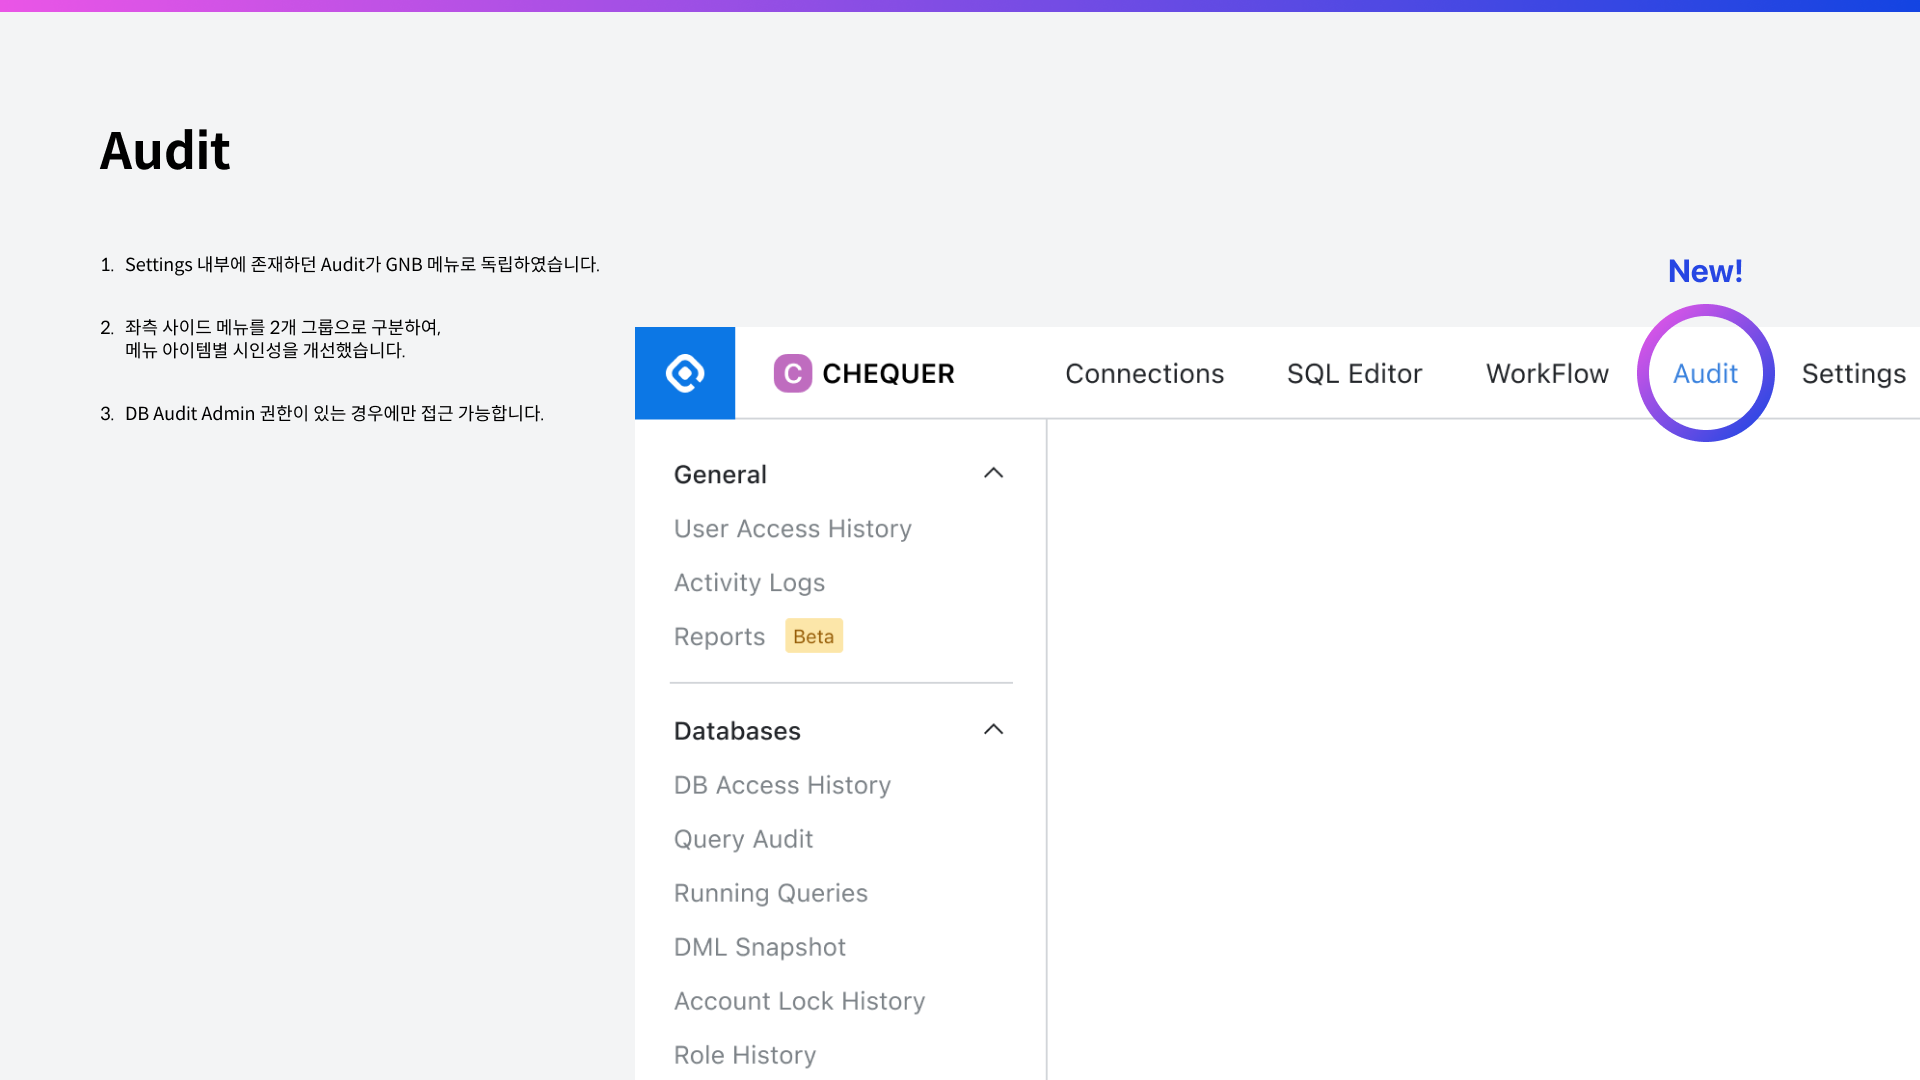 Audit
1. Settings 내부에 존재하던 Audit가 GNB 메뉴로 독립하였습니다.
2. 좌측 사이드 메뉴를 2개 그룹으로 구분하여,
메뉴 아이템별 시인성을 개선했습니다.
3. DB Audit Admin 권한이 있는 경우에만 접근 가능합니다.
New!
C CHEQUER Connections SQL Editor WorkFlow Audit Settings
General
User Access History
Activity Logs
Reports Beta
Databases
DB Access History
Query Audit
Running Queries
DML Snapshot
Account Lock History
Role History